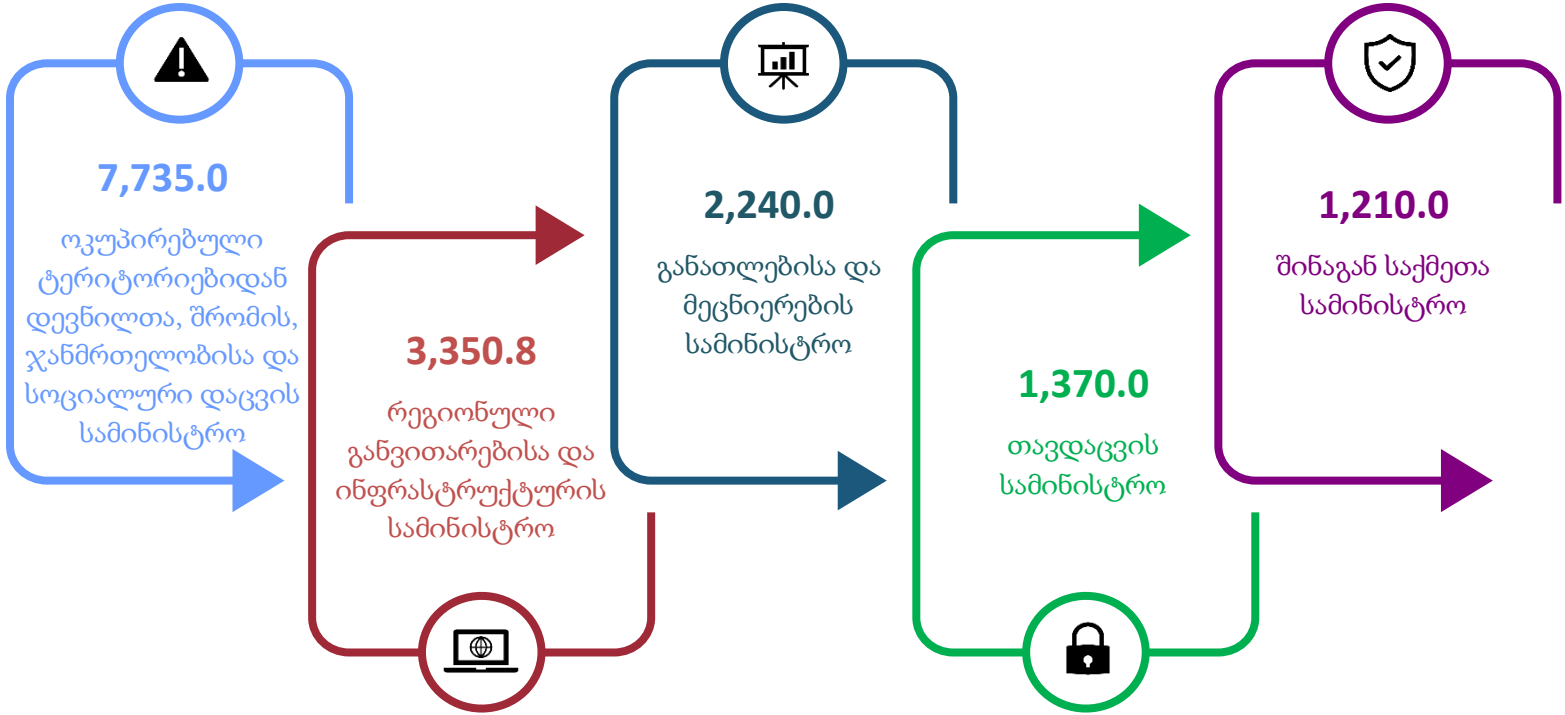 7,735.0
ოკუპირებული
ტერიტორიებიდან
დევნილთა, შრომის,
ჯანმრთელობისა და
სოციალური დაცვის
სამინისტრო
3,350.8
რეგიონული
განვითარებისა და
ინფრასტრუქტურის
სამინისტრო
2,240.0
განათლებისა და
მეცნიერების
სამინისტრო
1,370.0
თავდაცვის
სამინისტრო
1,210.0
შინაგან საქმეთა
სამინისტრო